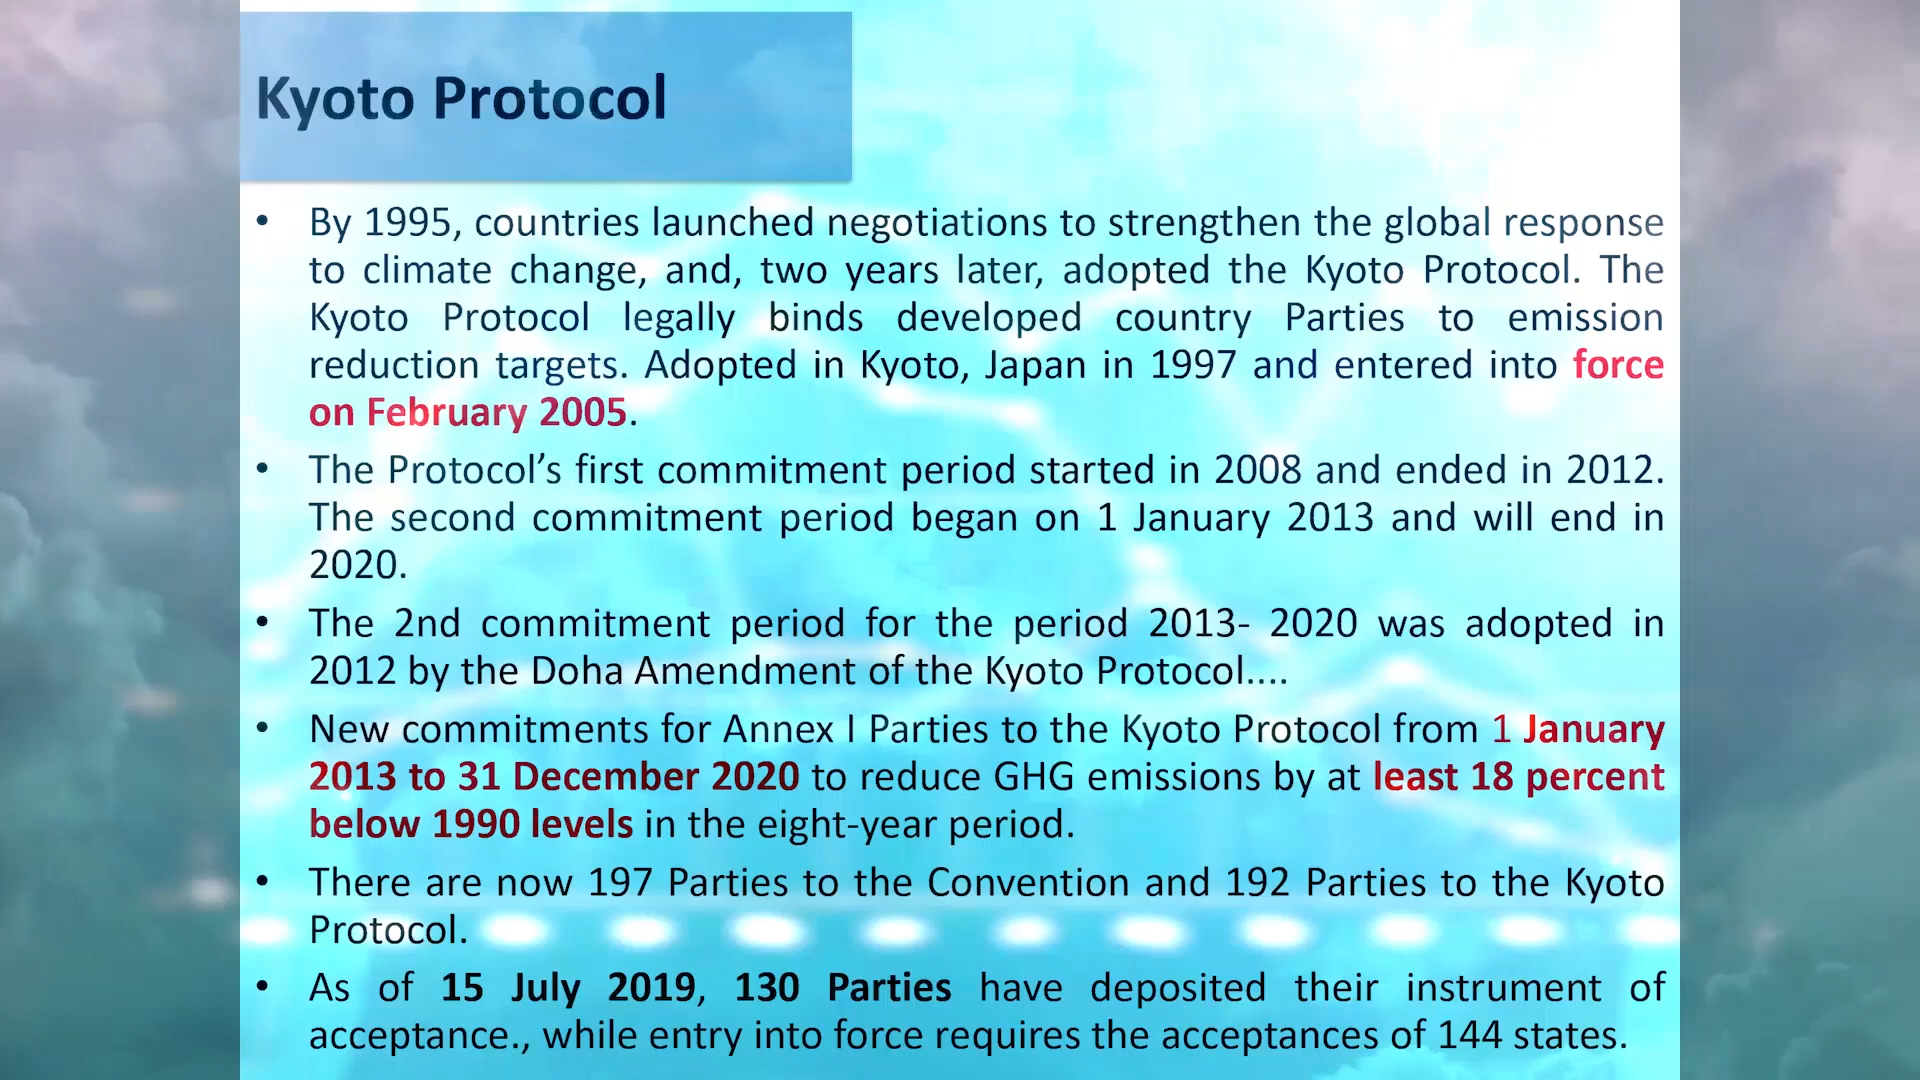 Kyoto Protocol
• By 1995, countries launched negotiations to strengthen the global response
to climate change, and, two years later, adopted the Kyoto Protocol. The
Kyoto Protocol legally binds developed country Parties to emission
reduction targets. Adopted in Kyoto, Japan in 1997 and entered into force
on February 2005.
• The Protocol’s first commitment period started in 2008 and ended in 2012.
The second commitment period began on 1 January 2013 and will end in
2020.
• The 2nd commitment period for the period 2013- 2020 was adopted in
2012 by the Doha Amendment of the Kyoto Protocol....
• New commitments for Annex I Parties to the Kyoto Protocol from 1 January
2013 to 31 December 2020 to reduce GHG emissions by at least 18 percent
below 1990 levels in the eight-year period.
• There are now 197 Parties to the Convention and 192 Parties to the Kyoto
Protocol.
• As of 15 July 2019, 130 Parties have deposited their instrument of
acceptance., while entry into force requires the acceptances of 144 states.